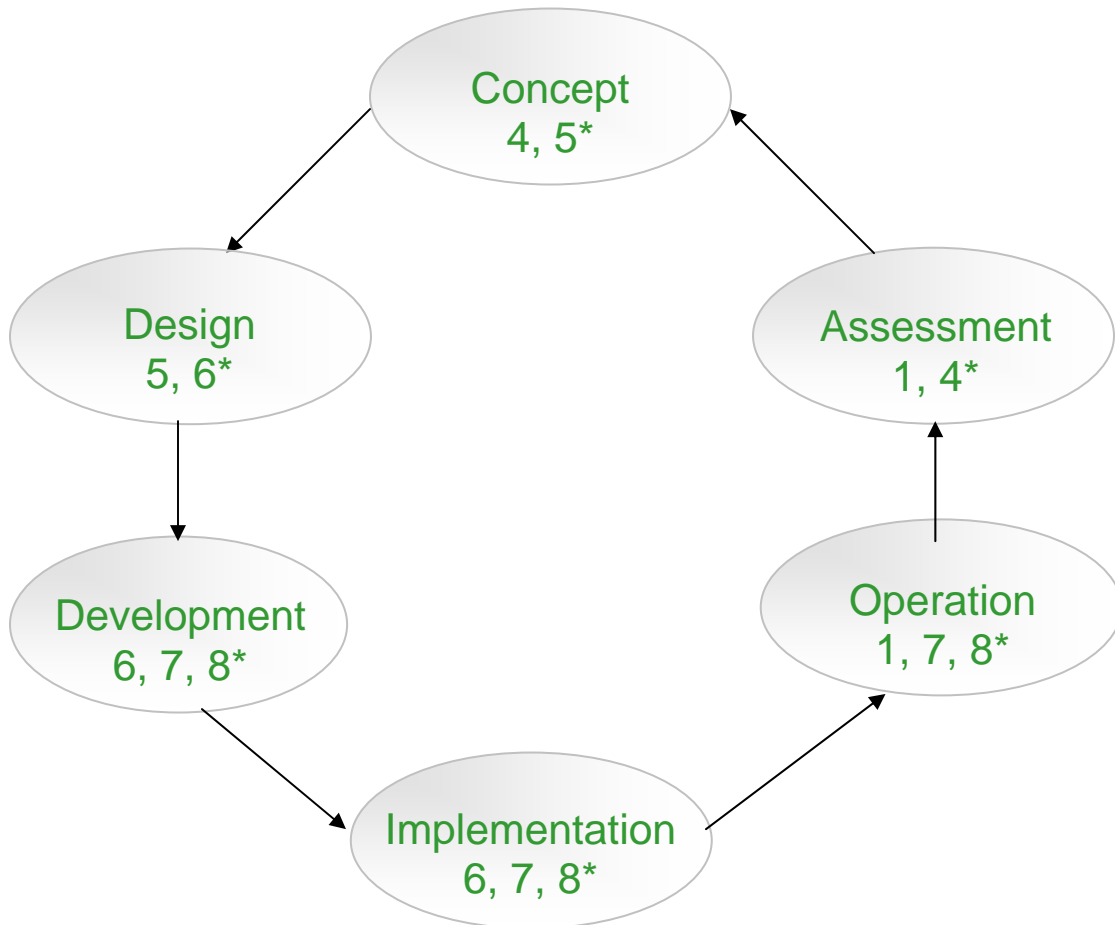 Concept
4, 5*
Design
5, 6*
Assessment
1, 4*
Development
6, 7, 8*
Operation
1, 7, 8*
Implementation
6, 7, 8*